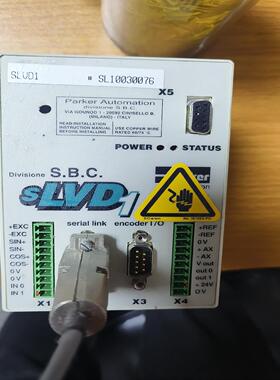 SLVD1 # SLI0030076
X5
Parker Automation
divisione S.B.C.
VIA GOUNOD 1 - 20092 CINISELLO B.
(MILANO) - ITALY
READ INSTALLATION
INSTRUCTION MANUAL
BEFORE INSTALLING
USE COPPER WIRE
RATED 60/75
POWER STATUS
Divisione S.B.C.
sLVD1
serial link encoder I/O
+EXC
-EXC
SIN+
SIN-
COS+
COS-
0 V
0 V
IN 0
IN 1
+REF
-REF
0 V
+ AX
- AX
V out
out 0
out 1
+ 24V
0 V
X1
X3
X4